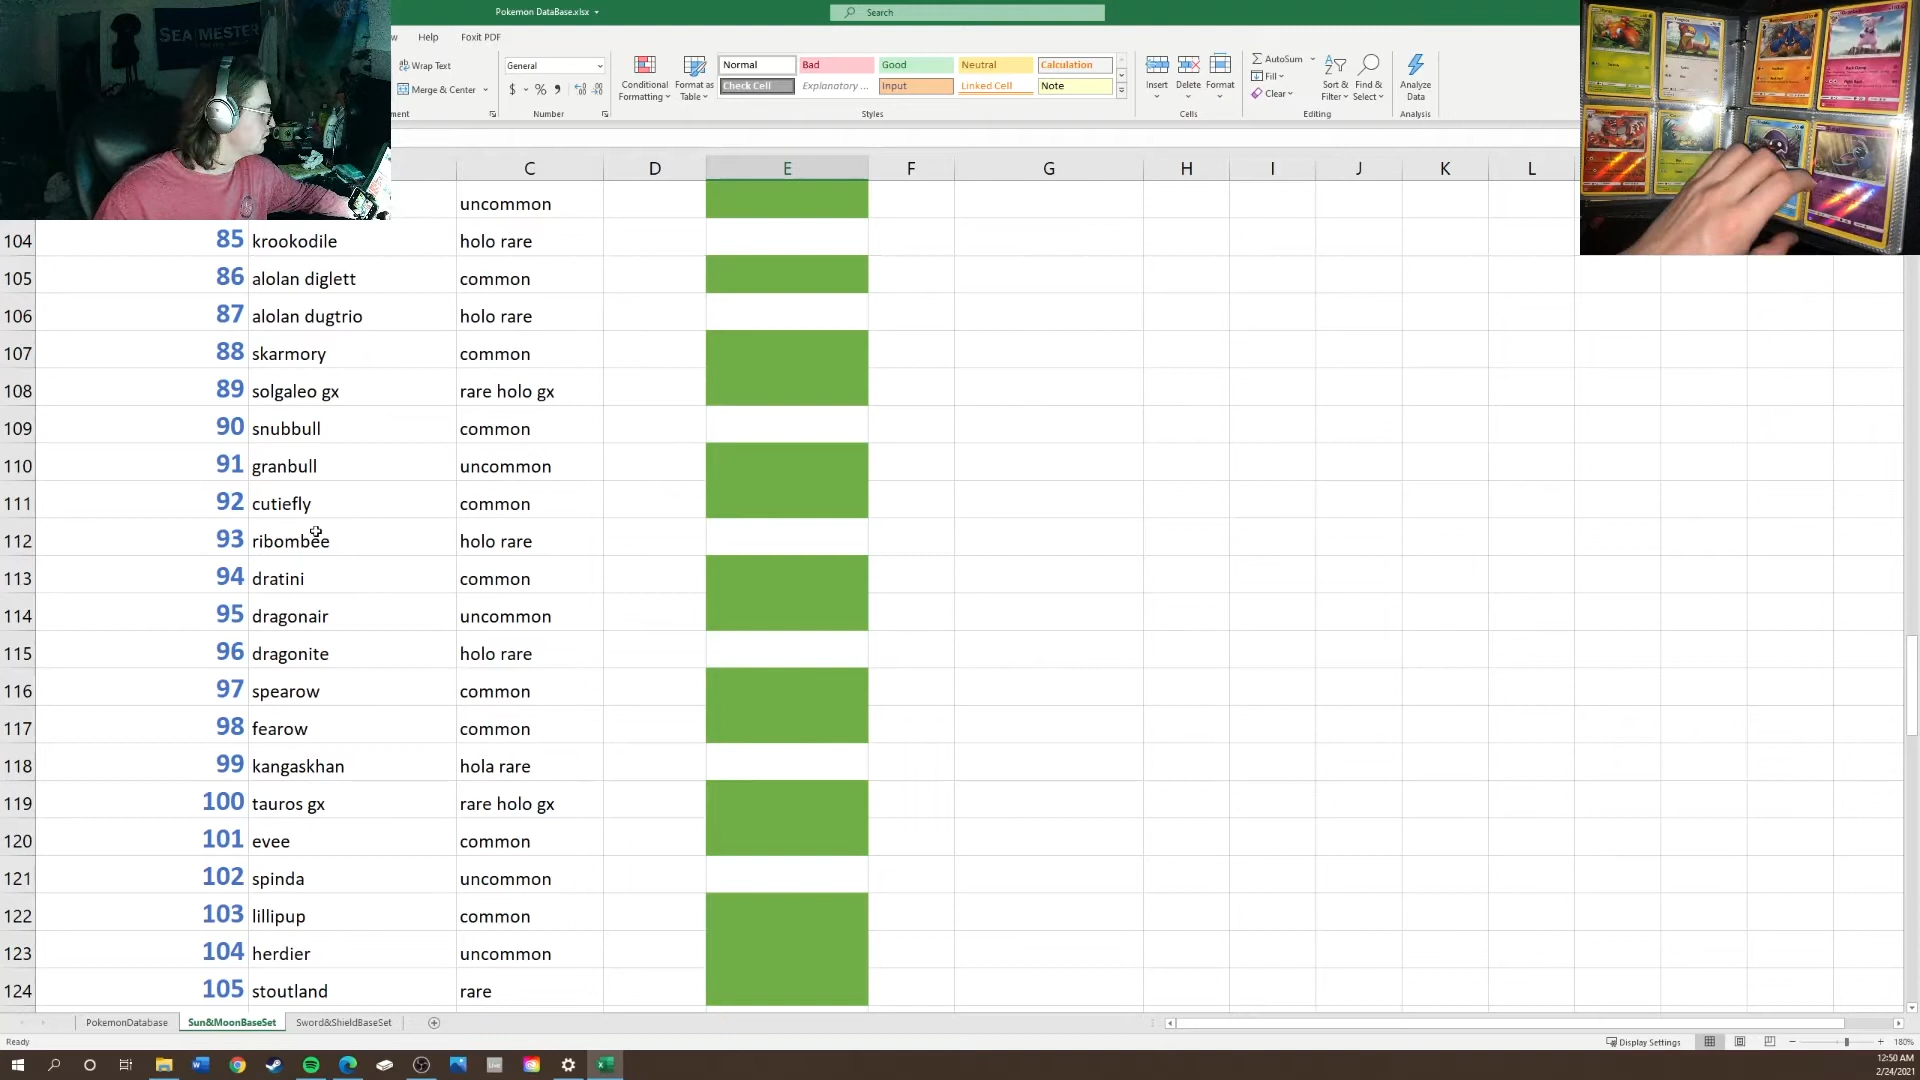 Pokemon DataBase.xlsx
Search
SEA MESTER
Help
Foxit PDF
Wrap Text
Merge & Center
General
$ % ,
Conditional Formatting
Format as Table
Normal
Bad
Good
Neutral
Calculation
Check Cell
Explanatory ...
Input
Linked Cell
Note
Insert
Delete
Format
AutoSum
Fill
Clear
Sort & Filter
Find & Select
Analyze Data
ment
Number
Styles
Cells
Editing
Analysis
C D E F G H I J K L
uncommon
104 85 krookodile holo rare
105 86 alolan diglett common
106 87 alolan dugtrio holo rare
107 88 skarmory common
108 89 solgaleo gx rare holo gx
109 90 snubbull common
110 91 granbull uncommon
111 92 cutiefly common
112 93 ribombee holo rare
113 94 dratini common
114 95 dragonair uncommon
115 96 dragonite holo rare
116 97 spearow common
117 98 fearow common
118 99 kangaskhan hola rare
119 100 tauros gx rare holo gx
120 101 evee common
121 102 spinda uncommon
122 103 lillipup common
123 104 herdier uncommon
124 105 stoutland rare
PokemonDatabase
Sun&MoonBaseSet
Sword&ShieldBaseSet
Ready
Display Settings
180%
12:50 AM
2/24/2021